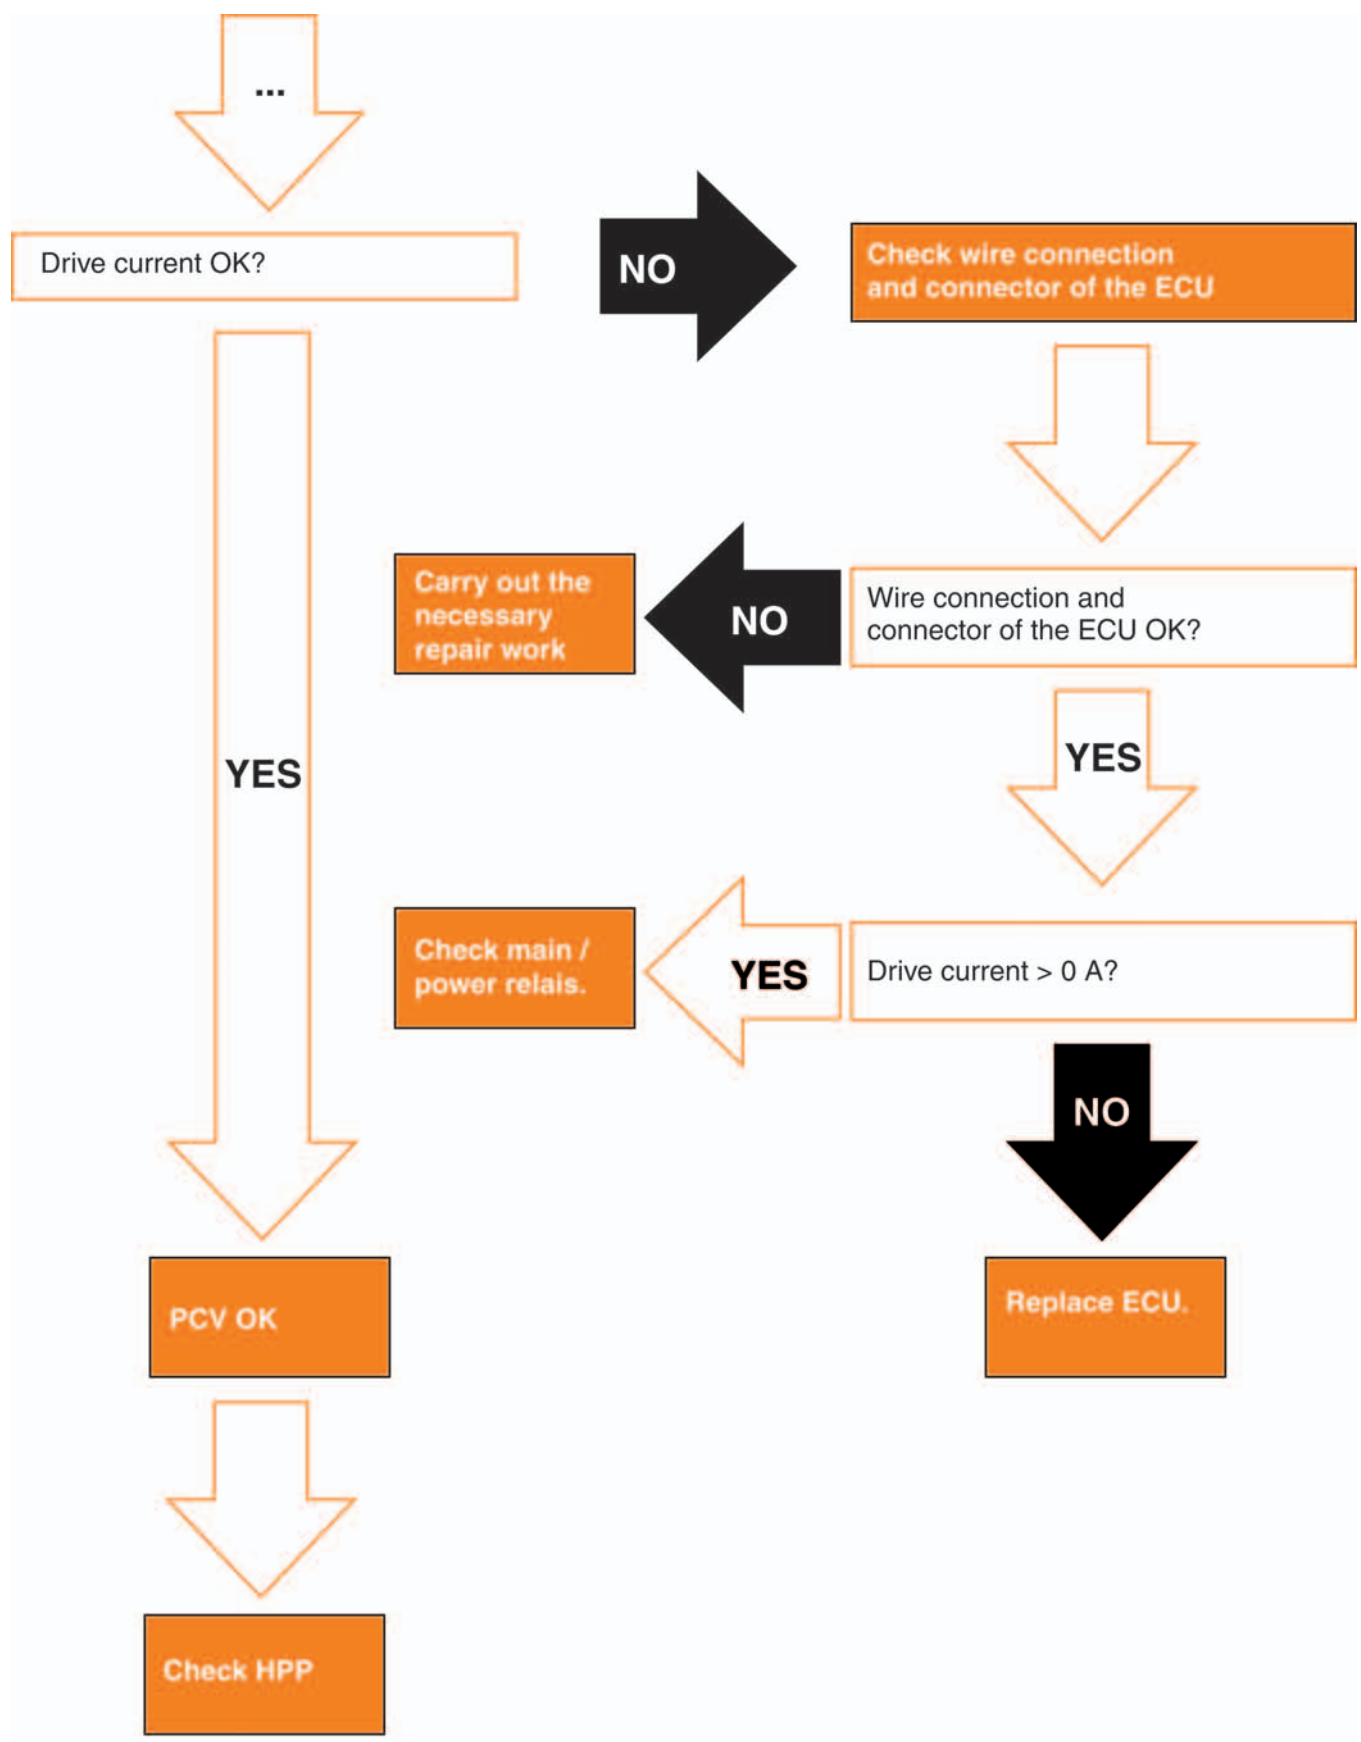 ...
Drive current OK?
NO
Check wire connection
and connector of the ECU
Carry out the
necessary
repair work
NO
Wire connection and
connector of the ECU OK?
YES
YES
Check main /
power relais.
YES
Drive current > 0 A?
NO
PCV OK
Replace ECU.
Check HPP